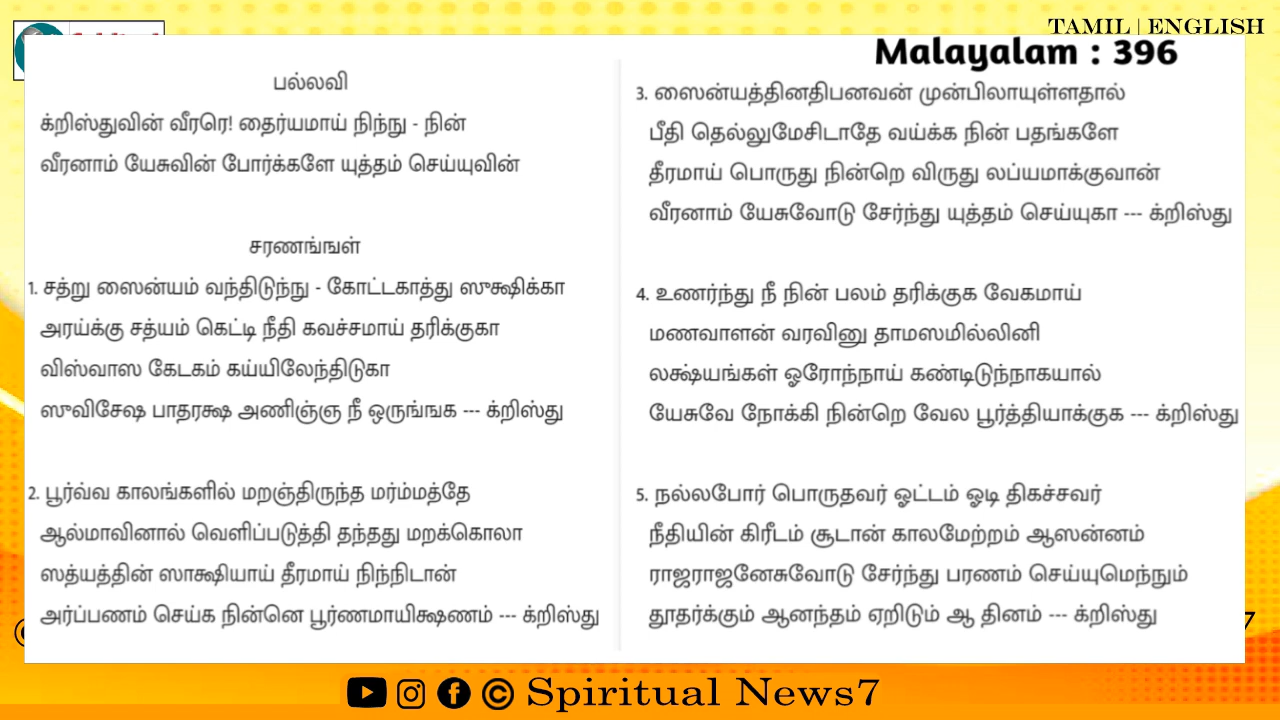 TAMIL | ENGLISH
Malayalam : 396
பல்லவி
க்றிஸ்துவின் வீரரெ! தைர்யமாய் நிந்நு - நின்
வீரனாம் யேசுவின் போர்க்களே யுத்தம் செய்யுவின்
சரணங்ஙள்
1. சத்று ஸைன்யம் வந்திடுந்நு - கோட்டகாத்து ஸுக்ஷிக்கா
அரய்க்கு சத்யம் கெட்டி நீதி கவச்சமாய் தரிக்குகா
விஸ்வாஸ கேடகம் கய்யிலேந்திடுகா
ஸுவிசேஷ பாதரக்ஷ அணிஞ்ஞ நீ ஒருங்ஙக --- க்றிஸ்து
2. பூர்வ்வ காலங்களில் மறஞ்திருந்த மர்ம்மத்தே
ஆல்மாவினால் வெளிப்படுத்தி தந்தது மறக்கொலா
ஸத்யத்தின் ஸாக்ஷியாய் தீரமாய் நிந்நிடான்
அர்ப்பணம் செய்க நின்னெ பூர்ணமாயிக்ஷணம் --- க்றிஸ்து
3. ஸைன்யத்தினதிபனவன் முன்பிலாயுள்ளதால்
பீதி தெல்லுமேசிடாதே வய்க்க நின் பதங்களே
தீரமாய் பொருது நின்றெ விருது லப்யமாக்குவான்
வீரனாம் யேசுவோடு சேர்ந்து யுத்தம் செய்யுகா --- க்றிஸ்து
4. உணர்ந்து நீ நின் பலம் தரிக்குக வேகமாய்
மணவாளன் வரவினு தாமஸமில்லினி
லக்ஷ்யங்கள் ஓரோந்நாய் கண்டிடுந்நாகயால்
யேசுவே நோக்கி நின்றெ வேல பூர்த்தியாக்குக --- க்றிஸ்து
5. நல்லபோர் பொருதவர் ஓட்டம் ஓடி திகச்சவர்
நீதியின் கிரீடம் சூடான் காலமேற்றம் ஆஸன்னம்
ராஜராஜனேசுவோடு சேர்ந்து பரணம் செய்யுமெந்நும்
தூதர்க்கும் ஆனந்தம் ஏறிடும் ஆ தினம் --- க்றிஸ்து
7
© Spiritual News7